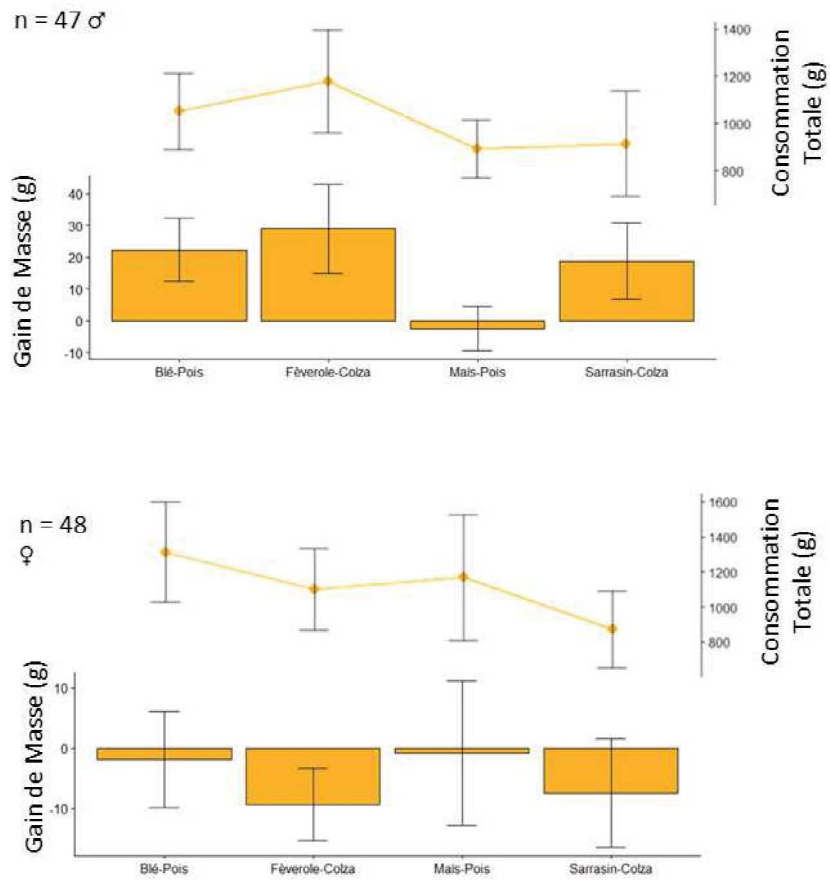 n = 47 ♂
1400
1200
1000
800
Consommation
Totale (g)
Gain de Masse (g)
40
30
20
10
0
-10
Blé-Pois
Fèverole-Colza
Maïs-Pois
Sarrasin-Colza
n = 48
♀
1600
1400
1200
1000
800
Consommation
Totale (g)
Gain de Masse (g)
10
0
-10
Blé-Pois
Fèverole-Colza
Maïs-Pois
Sarrasin-Colza